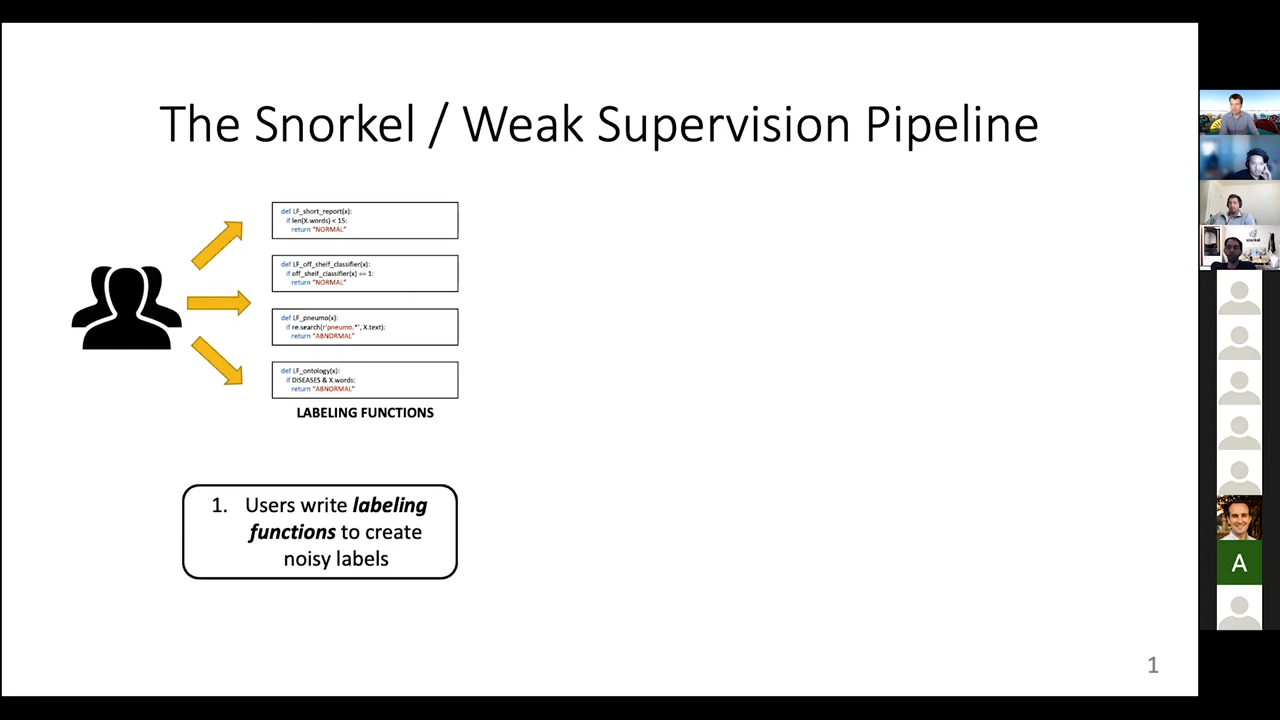 The Snorkel / Weak Supervision Pipeline
def LF_short_report(x):
if len(X.words) < 15:
return "NORMAL"
def LF_off_shelf_classifier(x):
if off_shelf_classifier(x) == 1:
return "NORMAL"
def LF_pneumo(x):
if re.search(r'pneumo.*', X.text):
return "ABNORMAL"
def LF_ontology(x):
if DISEASES & X.words:
return "ABNORMAL"
LABELING FUNCTIONS
1. Users write labeling
functions to create
noisy labels
1
snorkel
A